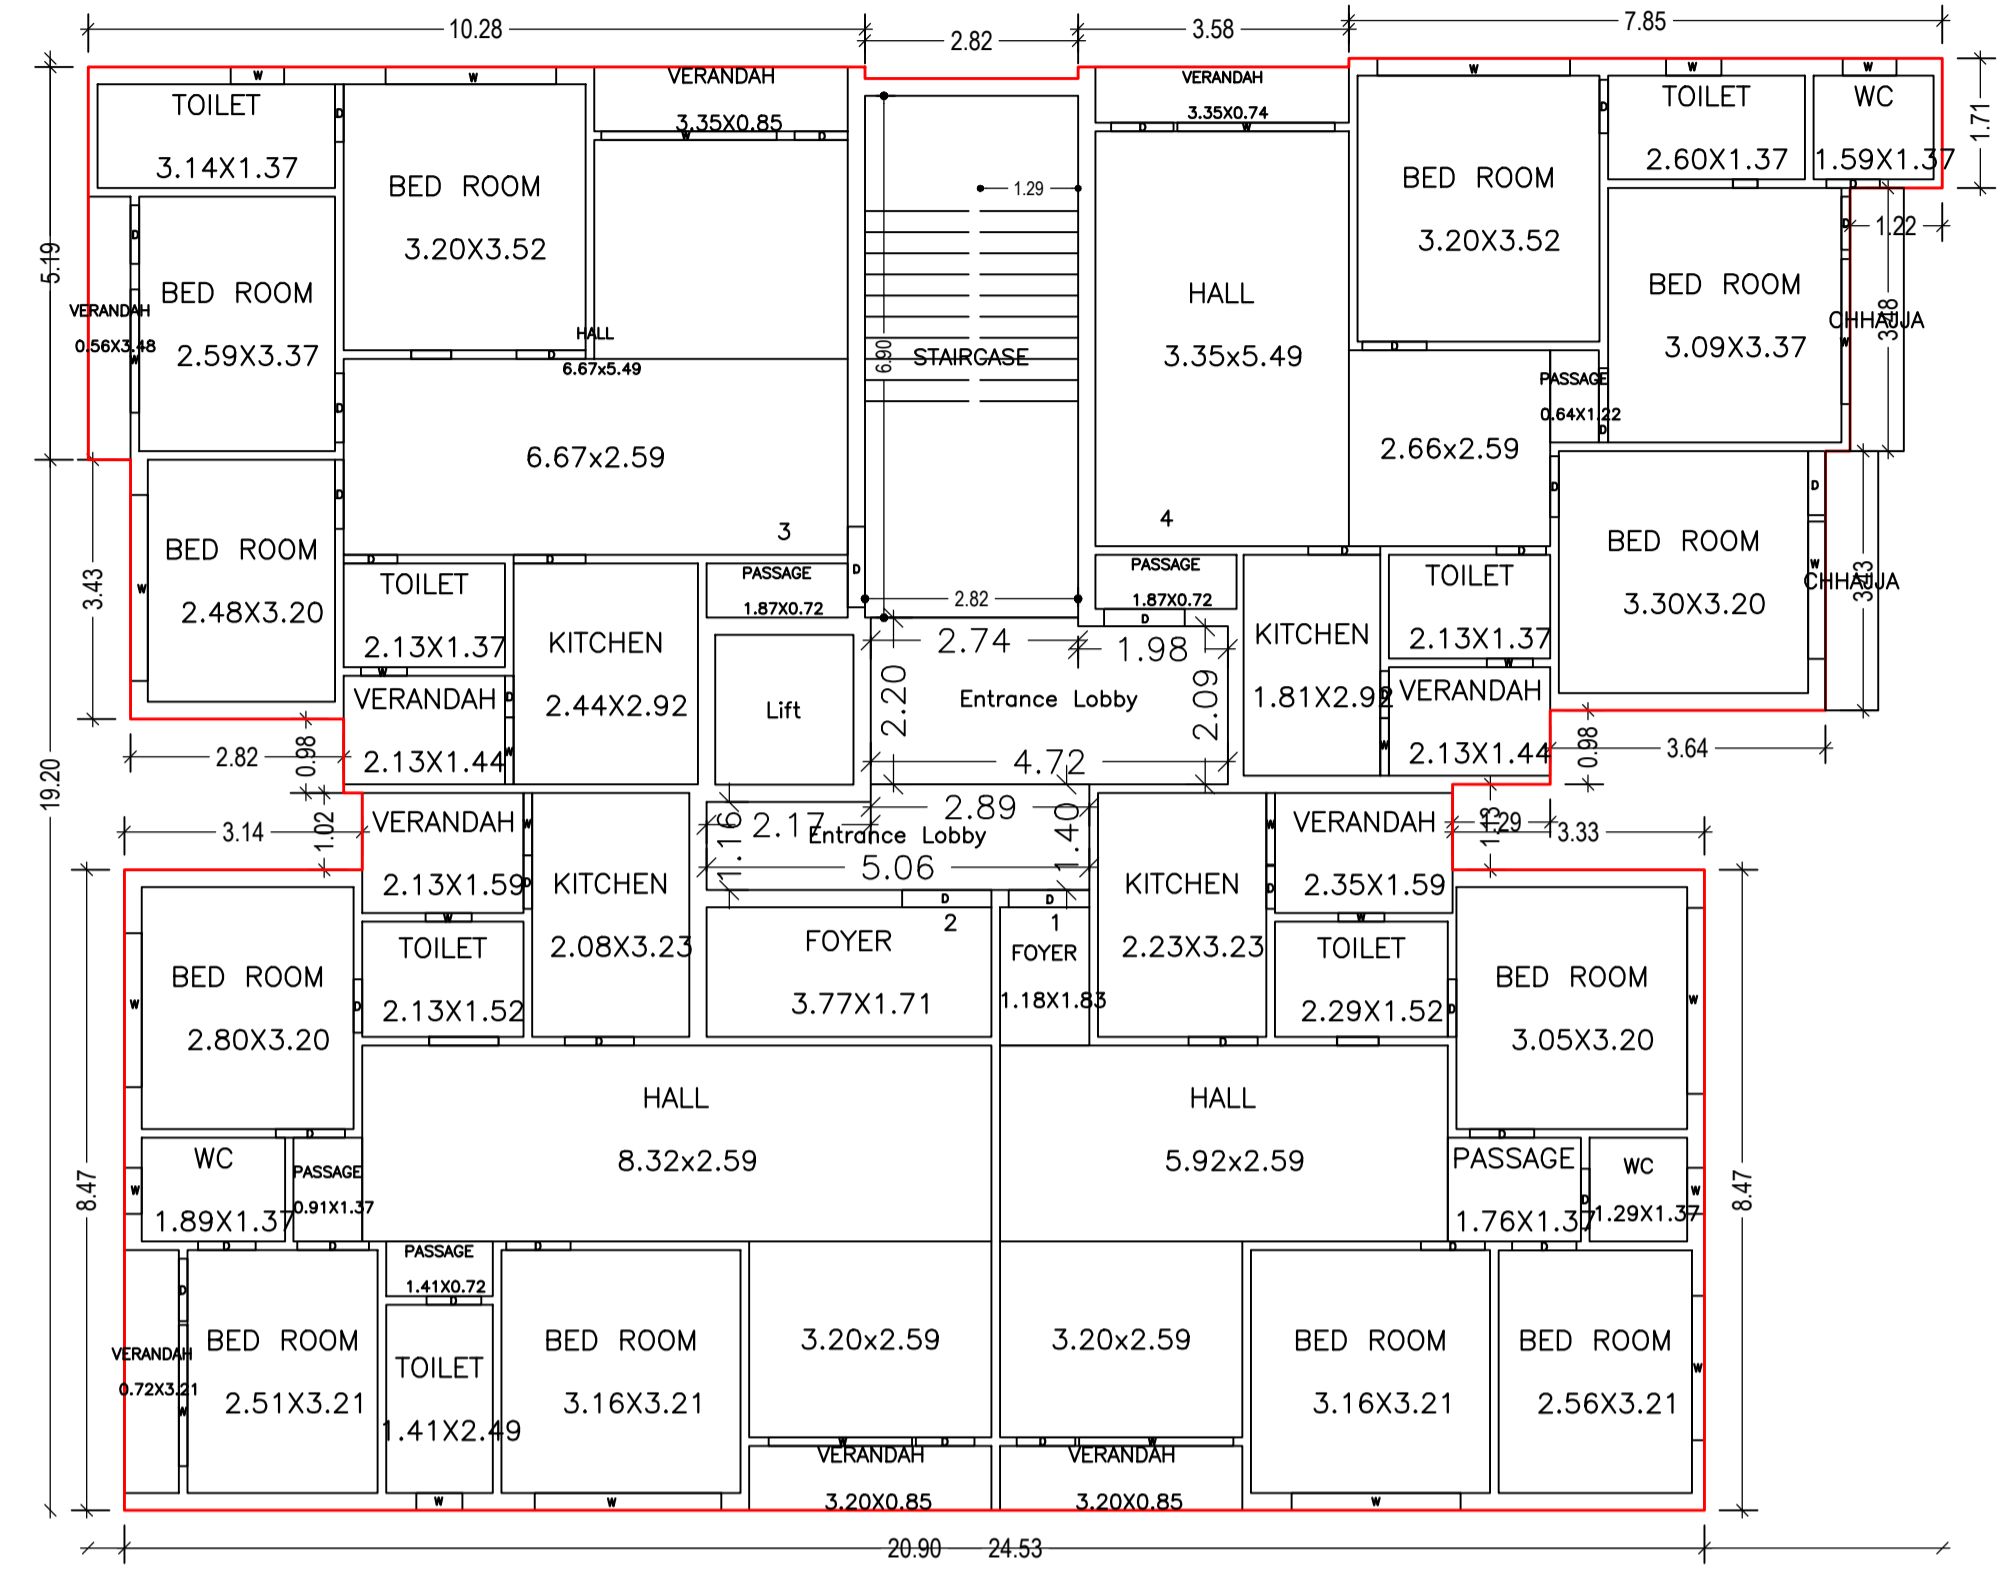 10.28
2.82
3.58
7.85
W
W
VERANDAH
3.35X0.85
W
D
VERANDAH
3.35X0.74
D
W
W
W
W
TOILET
3.14X1.37
D
BED ROOM
3.20X3.52
1.29
BED ROOM
3.20X3.52
D
TOILET
2.60X1.37
WC
1.59X1.37
D
1.71
1.22
5.19
D
BED ROOM
2.59X3.37
VERANDAH
0.56X3.48
W
HALL
6.67x5.49
D
6.90
STAIRCASE
HALL
3.35x5.49
D
BED ROOM
3.09X3.37
D
W
CHHAJJA
3.48
PASSAGE
0.64X1.22
D
D
6.67x2.59
3
2.66x2.59
4
D
BED ROOM
2.48X3.20
W
3.43
D
D
D
TOILET
2.13X1.37
W
KITCHEN
2.44X2.92
PASSAGE
1.87X0.72
D
2.82
PASSAGE
1.87X0.72
D
D
D
KITCHEN
1.81X2.92
TOILET
2.13X1.37
W
D
BED ROOM
3.30X3.20
D
W
CHHAJJA
3.43
VERANDAH
2.13X1.44
D
W
Lift
2.74
1.98
2.20
Entrance Lobby
2.09
4.72
D
W
VERANDAH
2.13X1.44
0.98
3.64
2.82
0.98
19.20
3.14
1.02
VERANDAH
2.13X1.59
W
D
W
KITCHEN
2.08X3.23
2.89
2.17
1.16
Entrance Lobby
1.40
5.06
KITCHEN
2.23X3.23
W
D
VERANDAH
2.35X1.59
W
1.29
1.13
3.33
BED ROOM
2.80X3.20
W
D
TOILET
2.13X1.52
D
D
2
FOYER
3.77X1.71
D
1
FOYER
1.18X1.83
D
TOILET
2.29X1.52
D
BED ROOM
3.05X3.20
W
8.47
D
WC
1.89X1.37
W
PASSAGE
0.91X1.37
HALL
8.32x2.59
HALL
5.92x2.59
D
PASSAGE
1.76X1.37
D
WC
1.29X1.37
W
8.47
D
D
D
D
D
D
VERANDAH
0.72X3.21
W
BED ROOM
2.51X3.21
PASSAGE
1.41X0.72
D
TOILET
1.41X2.49
W
BED ROOM
3.16X3.21
W
3.20x2.59
W
D
VERANDAH
3.20X0.85
3.20x2.59
D
W
VERANDAH
3.20X0.85
BED ROOM
3.16X3.21
W
BED ROOM
2.56X3.21
W
20.90
24.53